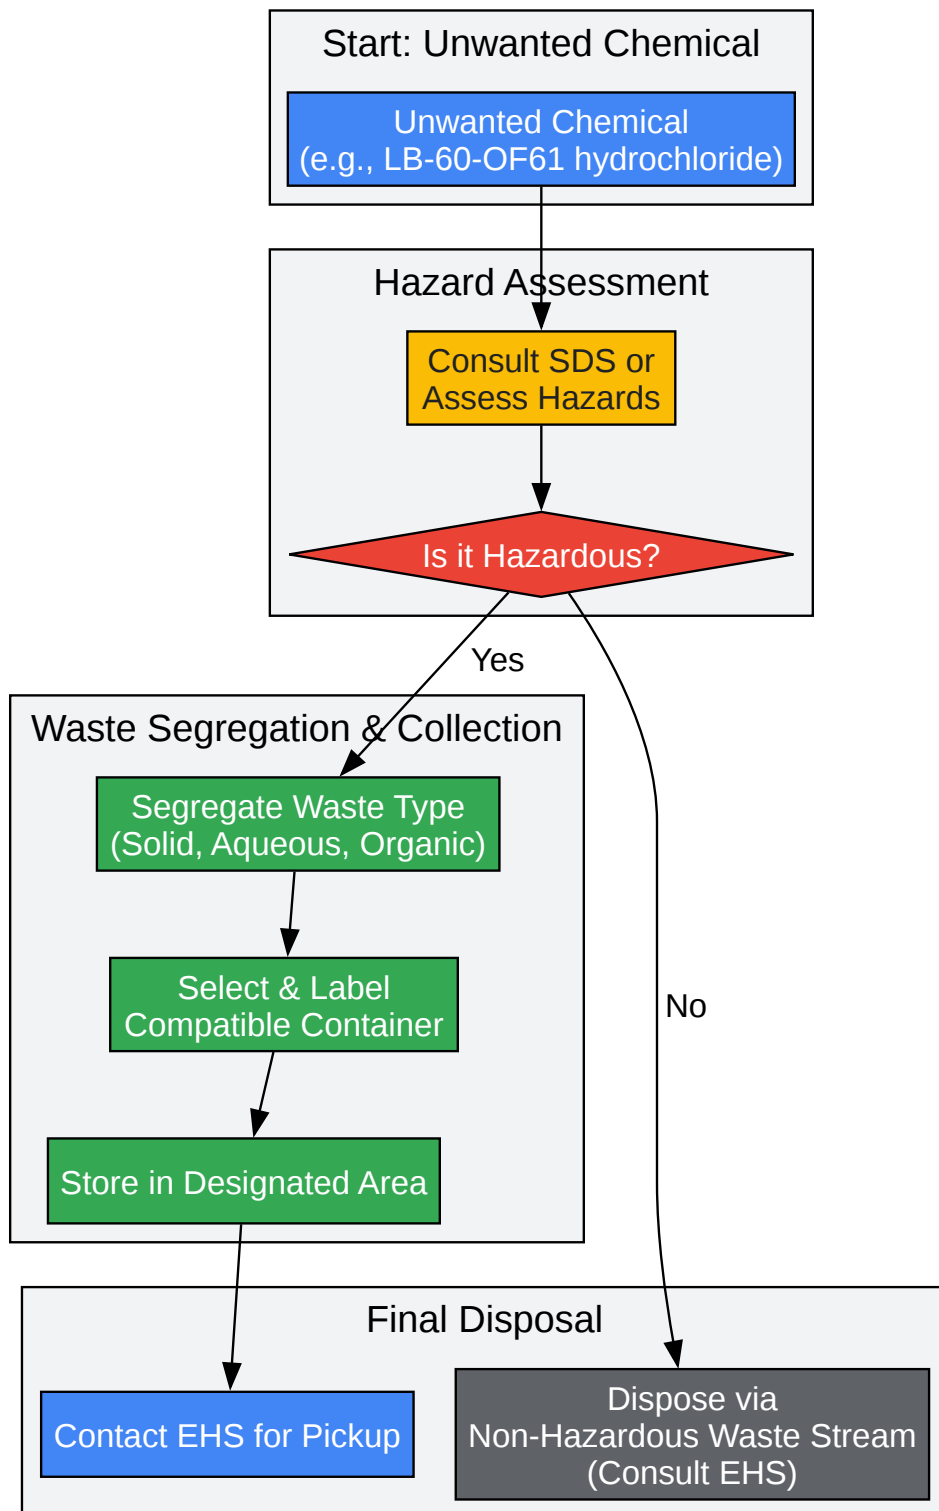 Start: Unwanted Chemical
Unwanted Chemical
(e.g., LB-60-OF61 hydrochloride)
Hazard Assessment
Consult SDS or
Assess Hazards
Is it Hazardous?
Yes
Waste Segregation & Collection
Segregate Waste Type
(Solid, Aqueous, Organic)
Select & Label
Compatible Container
No
Store in Designated Area
Final Disposal
Contact EHS for Pickup
Dispose via
Non-Hazardous Waste Stream
(Consult EHS)